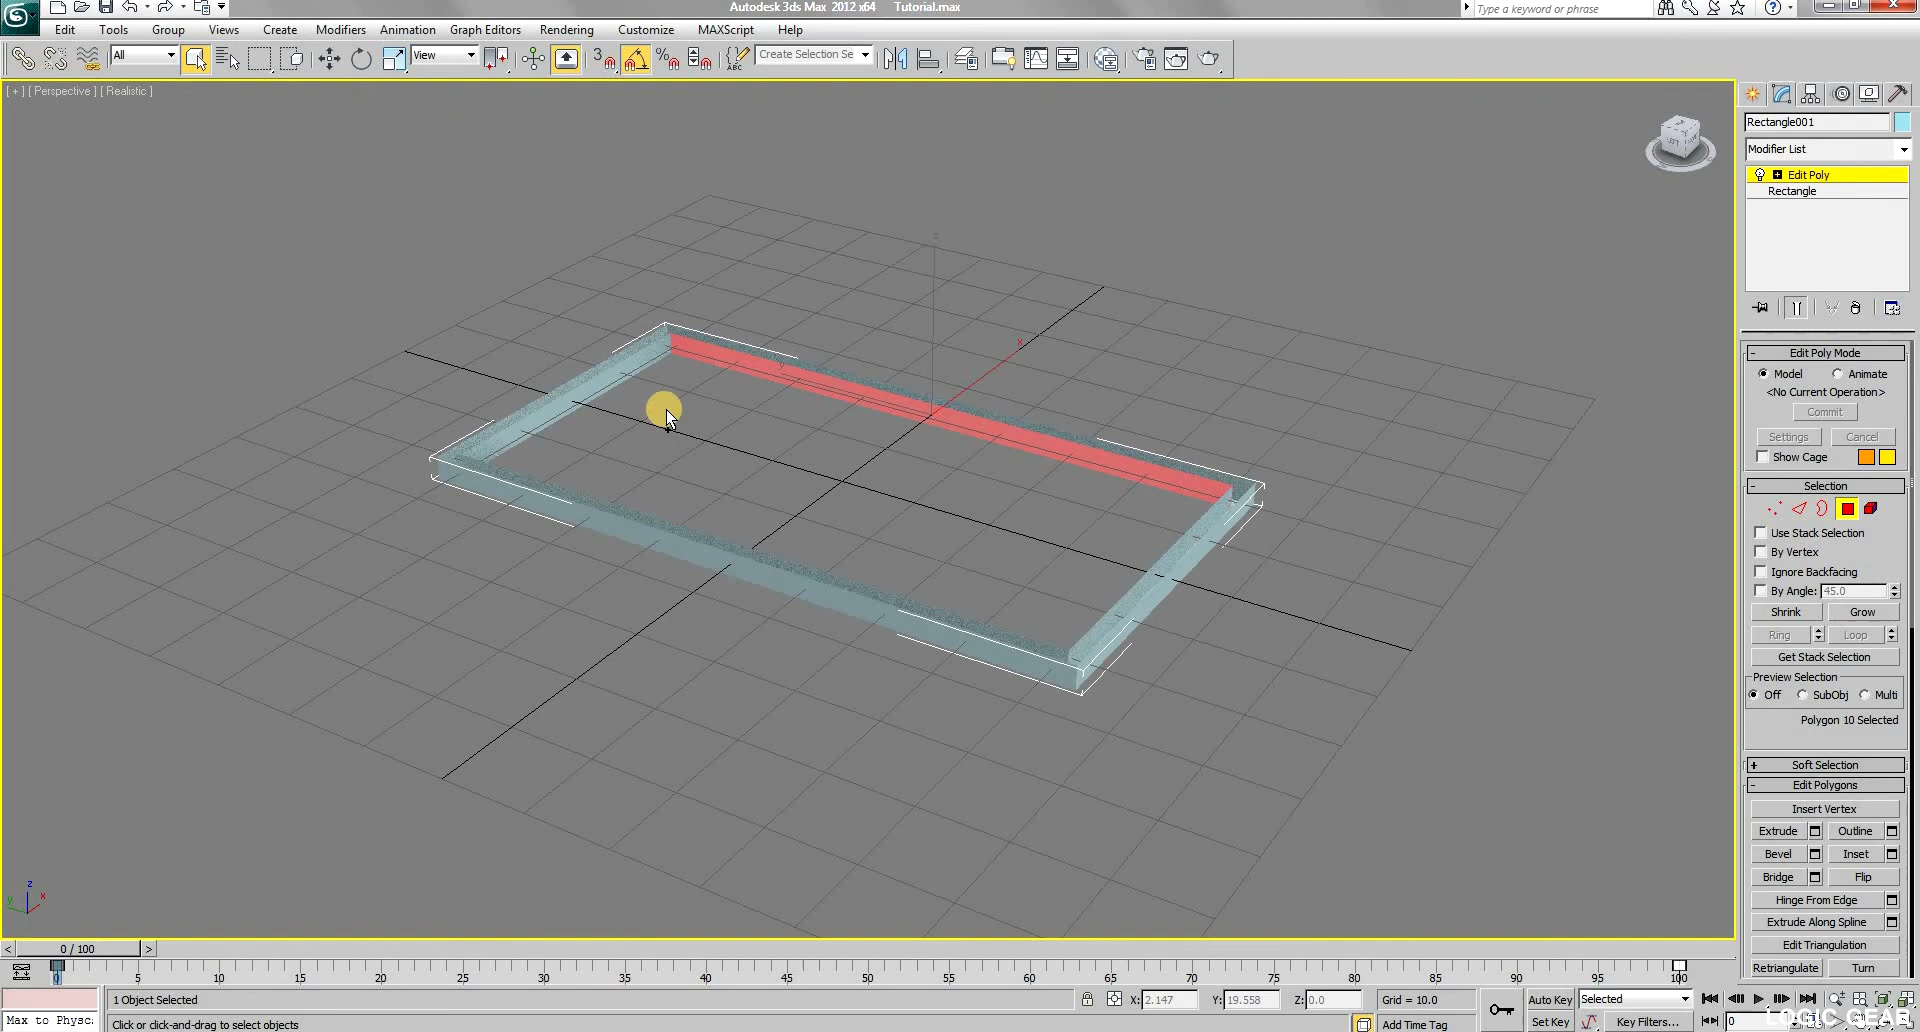 Autodesk 3ds Max 2012 x64 Tutorial.max
Type a keyword or phrase
Edit Tools Group Views Create Modifiers Animation Graph Editors Rendering Customize MAXScript Help
All View 3 Create Selection Se
ABC
[ + ] [ Perspective ] [ Realistic ]
z
x
y
z
x
y
Rectangle001
Modifier List
Edit Poly
Rectangle
Edit Poly Mode
Model Animate
<No Current Operation>
Commit
Settings Cancel
Show Cage
Selection
Use Stack Selection
By Vertex
Ignore Backfacing
By Angle: 45.0
Shrink Grow
Ring Loop
Get Stack Selection
Preview Selection
Off SubObj Multi
Polygon 10 Selected
+ Soft Selection
- Edit Polygons
Insert Vertex
Extrude Outline
Bevel Inset
Bridge Flip
Hinge From Edge
Extrude Along Spline
Edit Triangulation
Retriangulate Turn
< 0 / 100 >
0 5 10 15 20 25 30 35 40 45 50 55 60 65 70 75 80 85 90 95 100
1 Object Selected X: 2.147 Y: 19.558 Z: 0.0 Grid = 10.0 Auto Key Selected
Max to Physc: Click or click-and-drag to select objects Add Time Tag Set Key Key Filters... 0
LOGIC GEAR